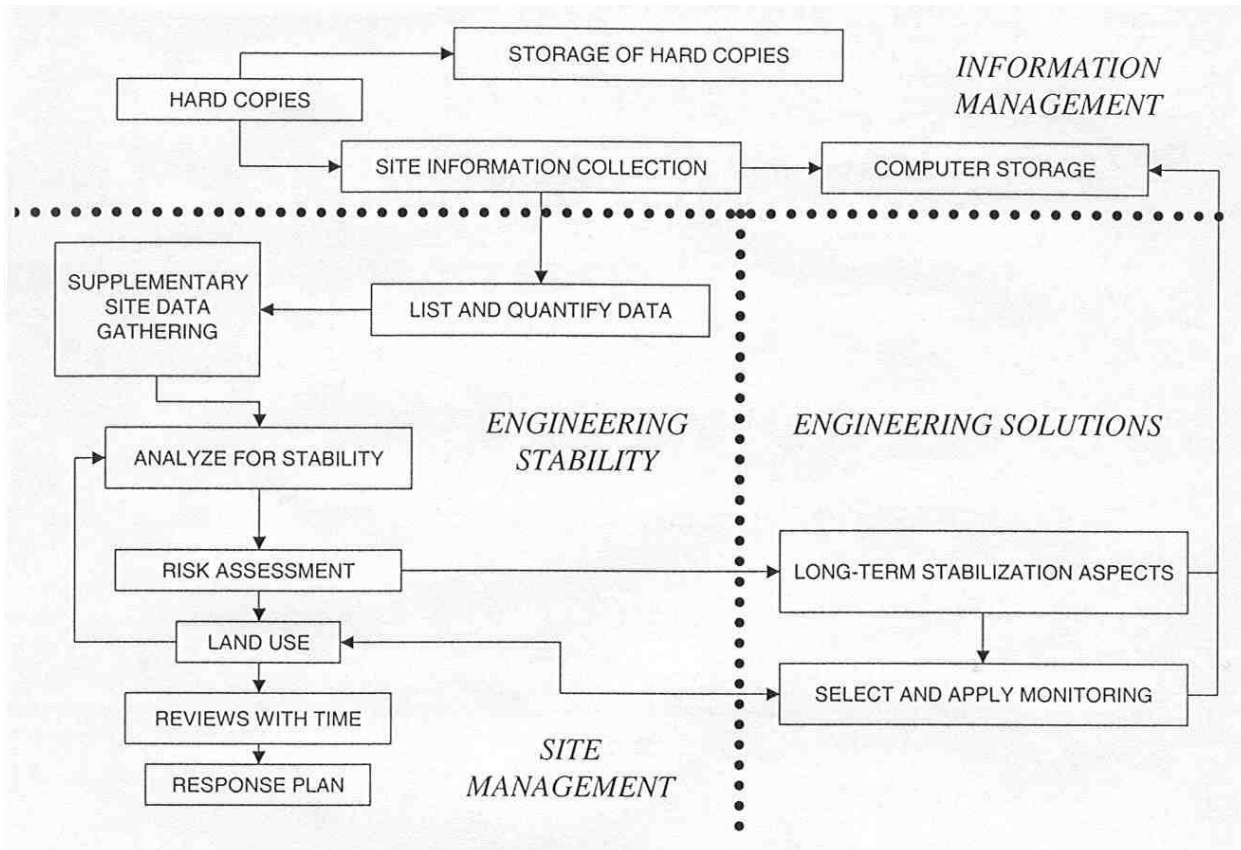 STORAGE OF HARD COPIES
INFORMATION
MANAGEMENT
HARD COPIES
SITE INFORMATION COLLECTION
COMPUTER STORAGE
SUPPLEMENTARY
SITE DATA
GATHERING
LIST AND QUANTIFY DATA
ENGINEERING
STABILITY
ENGINEERING SOLUTIONS
ANALYZE FOR STABILITY
RISK ASSESSMENT
LONG-TERM STABILIZATION ASPECTS
LAND USE
SELECT AND APPLY MONITORING
REVIEWS WITH TIME
SITE
MANAGEMENT
RESPONSE PLAN